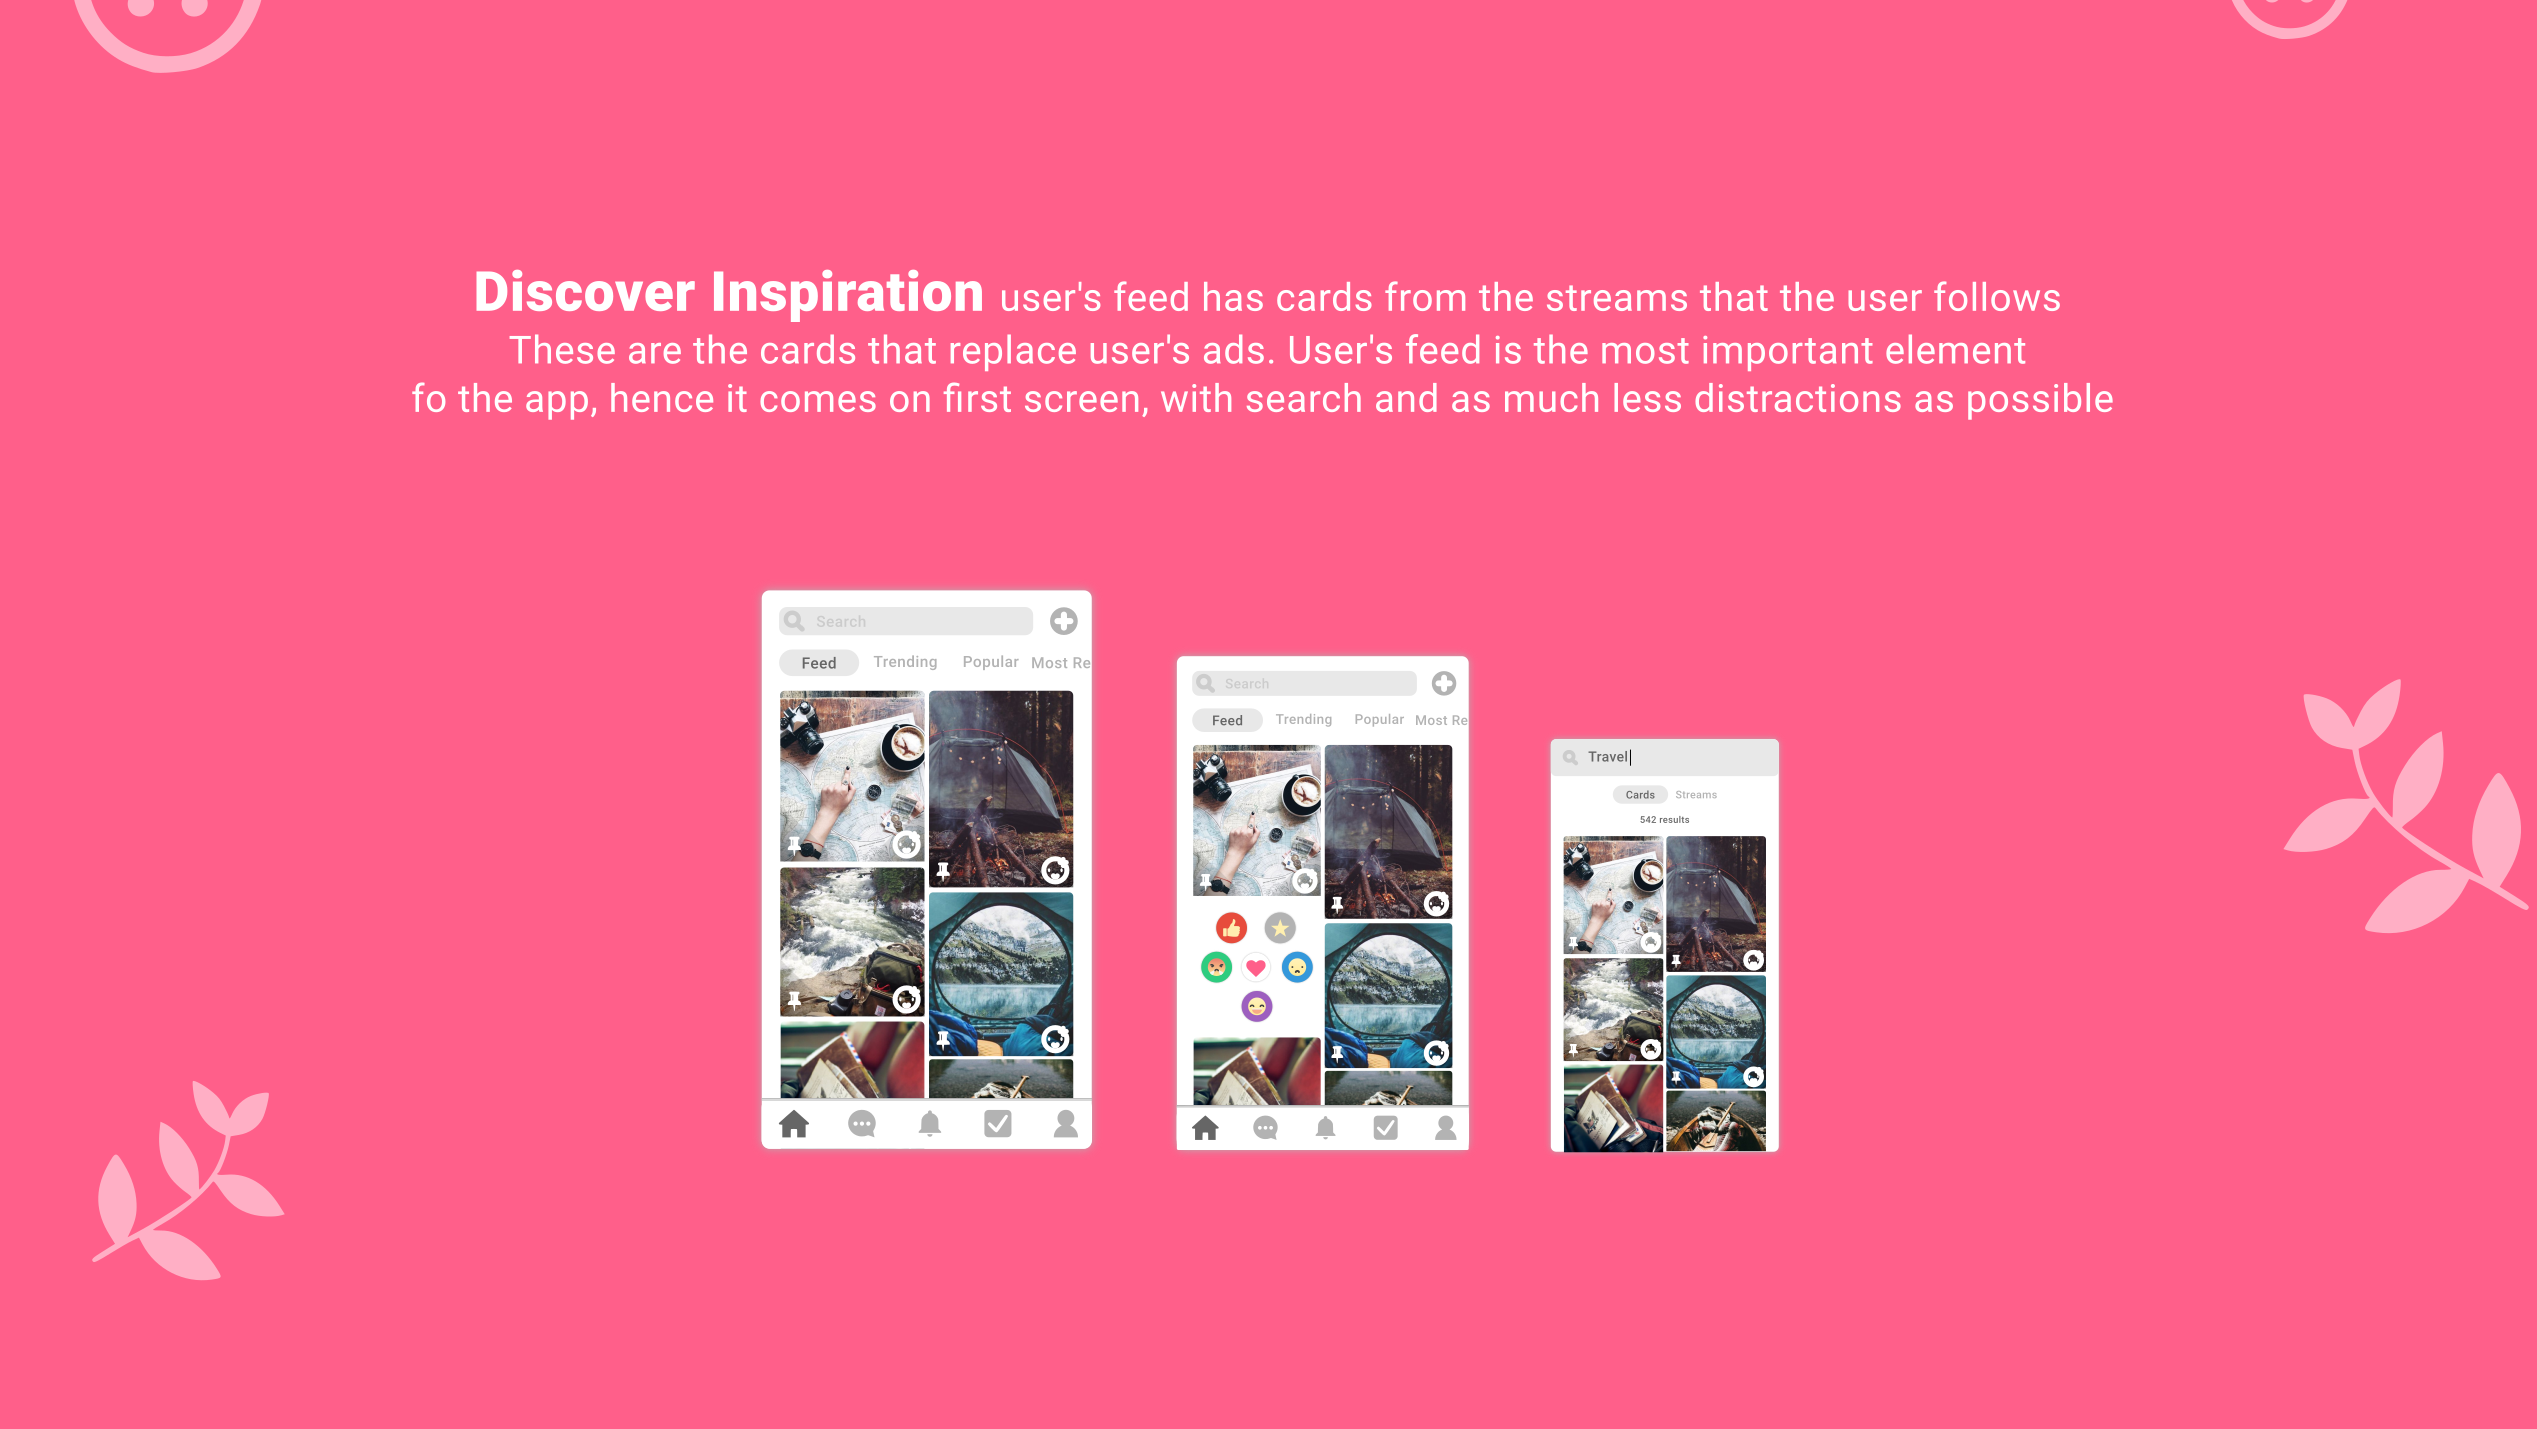 Discover Inspiration user's feed has cards from the streams that the user follows
These are the cards that replace user's ads. User's feed is the most important element
fo the app, hence it comes on first screen, with search and as much less distractions as possible
Search
Feed Trending Popular Most Re
Search
Feed Trending Popular Most Re
Travel
Cards Streams
542 results